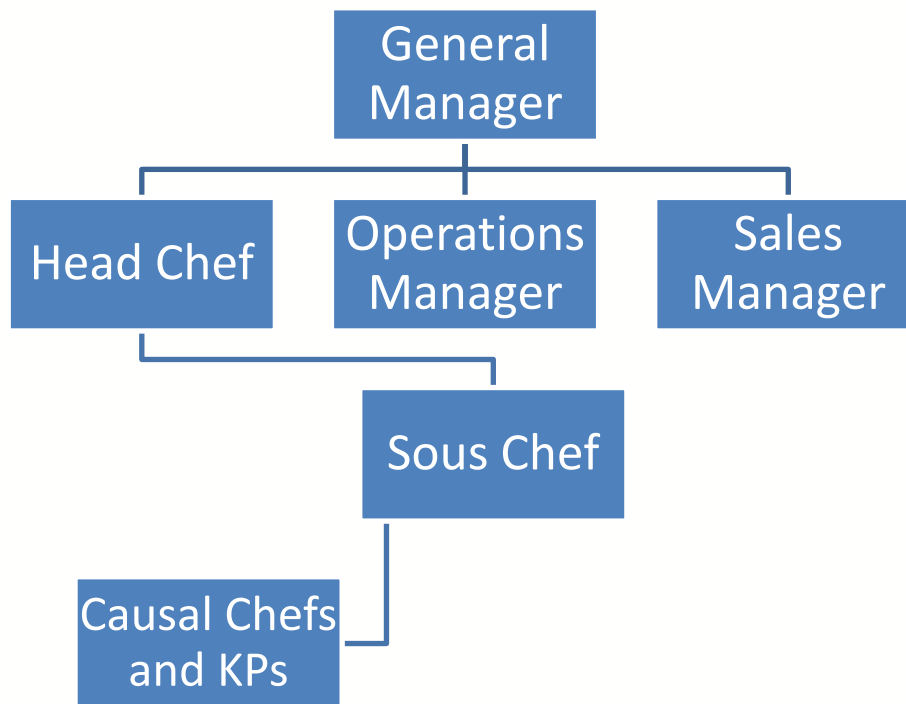 General
Manager
Head Chef
Operations
Manager
Sales
Manager
Sous Chef
Causal Chefs
and KPs